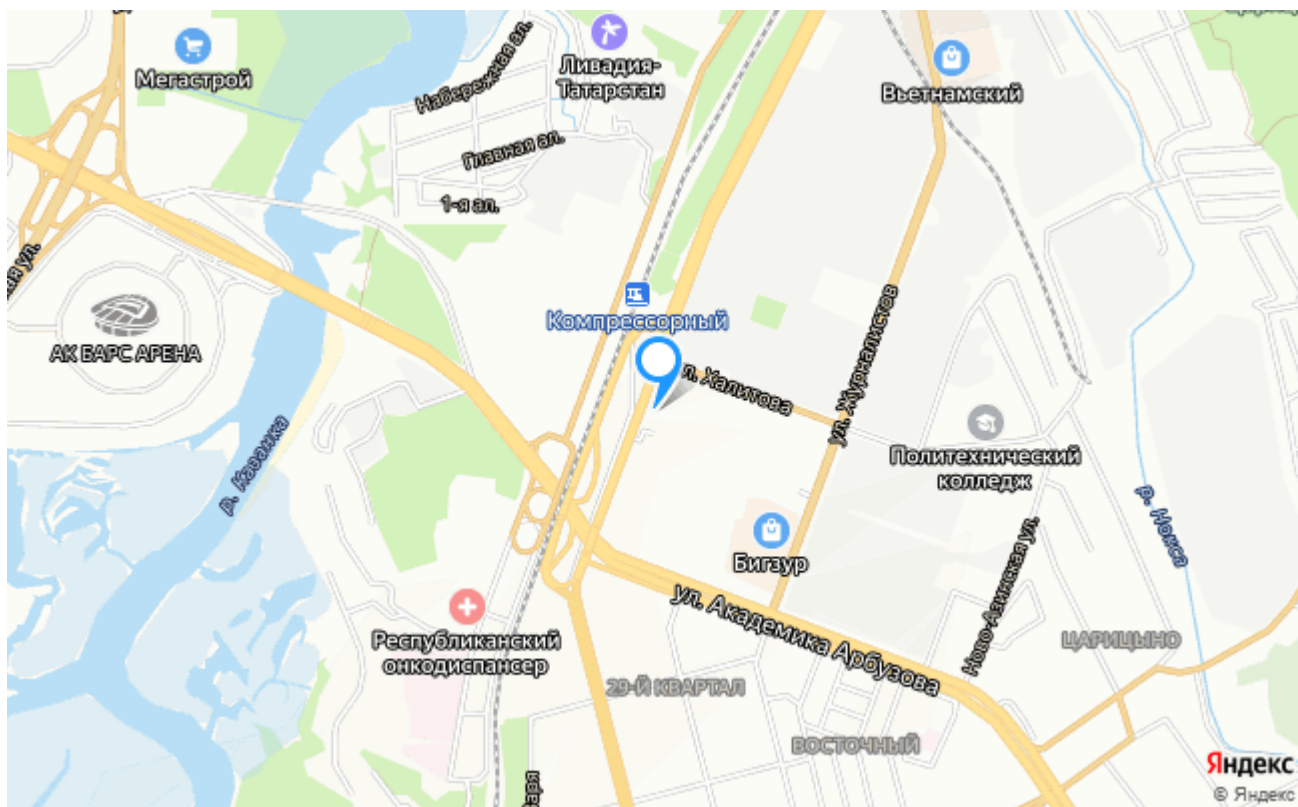 Мегастрой
Набережная ал.
Ливадия-
Татарстан
Вьетнамский
Главная ал.
1-я ал.
ая ул.
АК БАРС АРЕНА
Компрессорный
л. Халитова
ул. Журналистов
р. Казанка
Политехнический
колледж
р. Нокса
Бигзур
Республиканский
онкодиспансер
ул. Академика Арбузова
Ново-Азинская ул.
ЦАРИЦЫНО
29-Й КВАРТАЛ
ВОСТОЧНЫЙ
Яндекс
© Яндекс